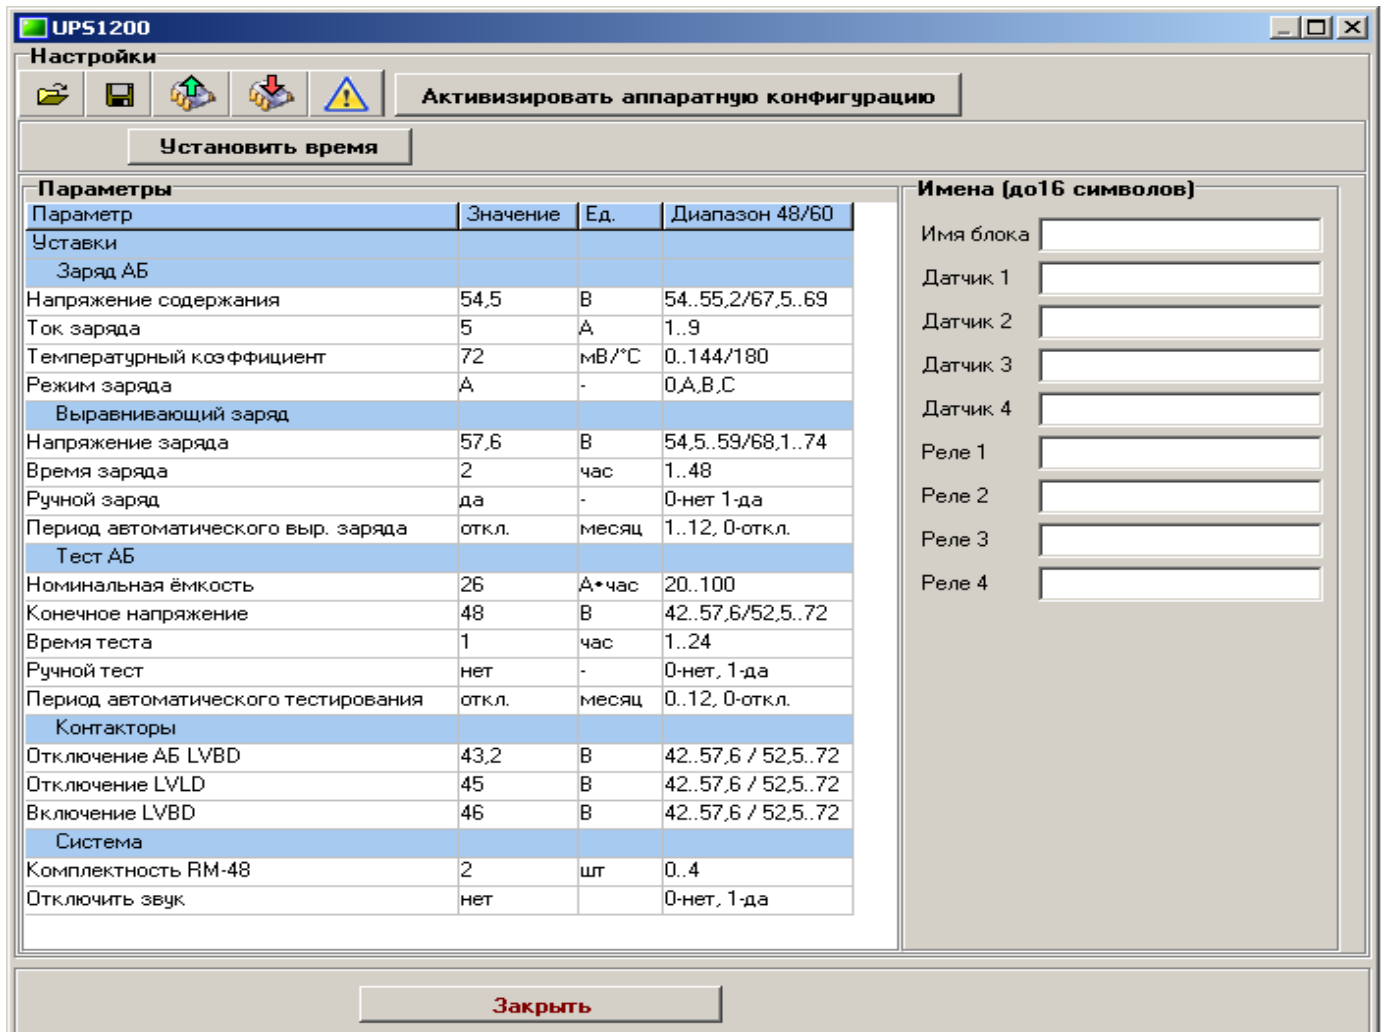 UPS1200
Настройки
Активизировать аппаратную конфигурацию
Установить время
Параметры
Параметр Значение Ед. Диапазон 48/60
Уставки
Заряд АБ
Напряжение содержания 54,5 В 54..55,2/67,5..69
Ток заряда 5 А 1..9
Температурный коэффициент 72 мВ/°С 0..144/180
Режим заряда А - 0,А,В,С
Выравнивающий заряд
Напряжение заряда 57,6 В 54,5..59/68,1..74
Время заряда 2 час 1..48
Ручной заряд да - 0-нет 1-да
Период автоматического выр. заряда откл. месяц 1..12, 0-откл.
Тест АБ
Номинальная ёмкость 26 А•час 20..100
Конечное напряжение 48 В 42..57,6/52,5..72
Время теста 1 час 1..24
Ручной тест нет - 0-нет, 1-да
Период автоматического тестирования откл. месяц 0..12, 0-откл.
Контакторы
Отключение АБ LVBD 43,2 В 42..57,6 / 52,5..72
Отключение LVLD 45 В 42..57,6 / 52,5..72
Включение LVBD 46 В 42..57,6 / 52,5..72
Система
Комплектность RM-48 2 шт 0..4
Отключить звук нет 0-нет, 1-да
Имена (до16 символов)
Имя блока
Датчик 1
Датчик 2
Датчик 3
Датчик 4
Реле 1
Реле 2
Реле 3
Реле 4
Закрыть